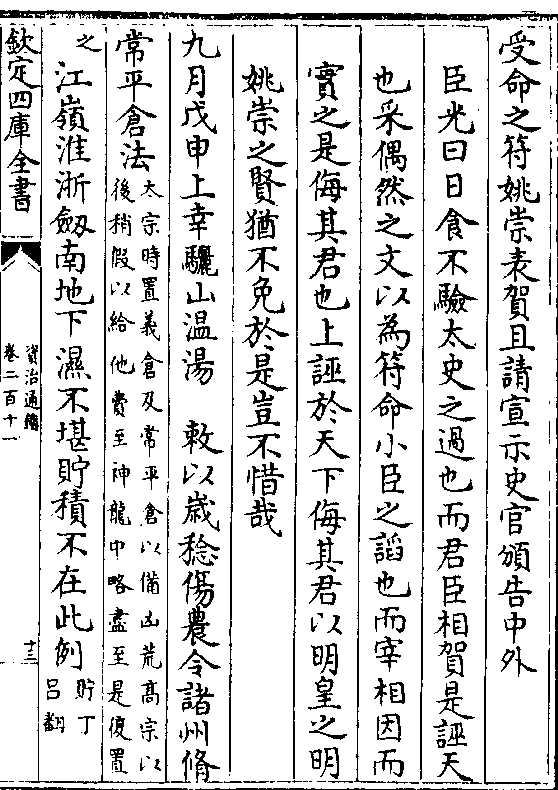 受命之符姚崇表賀且請宣示史官頒告中外
臣光曰日食不驗太史之過也而君臣相賀是誣天
也采偶然之文以為符命小臣之謟也而宰相因而
實之是侮其君也上誣於天下侮其君以明皇之明
姚崇之賢猶不免於是豈不惜哉
九月戊申上幸驪山温湯 敕以歲稔傷農令諸州脩
常平倉法太宗時置義倉及常平倉以備凶荒髙宗以
後稍假以給他費至神龍中略盡至是復置
之江嶺淮浙劔南地下濕不堪貯積不在此例貯丁
呂翻
欽定四庫全書
資治通鑑
卷二百十一
十三